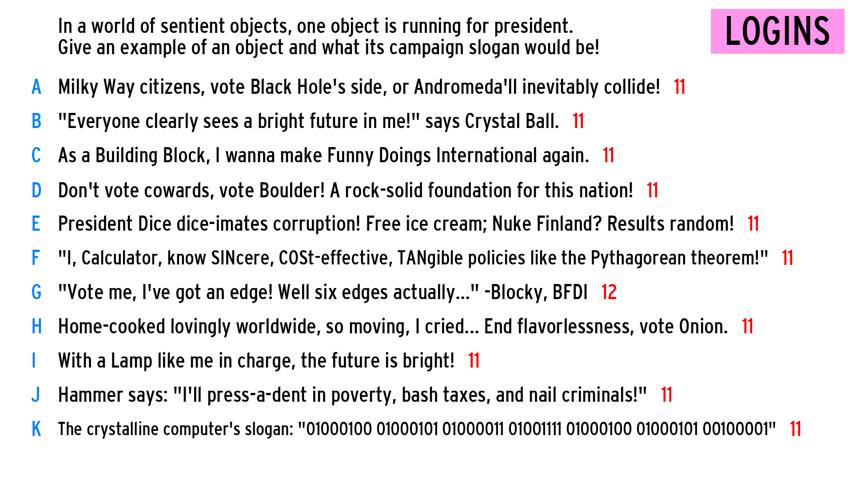 In a world of sentient objects, one object is running for president.
Give an example of an object and what its campaign slogan would be!
LOGINS
A Milky Way citizens, vote Black Hole's side, or Andromeda'll inevitably collide! 11
B "Everyone clearly sees a bright future in me!" says Crystal Ball. 11
C As a Building Block, I wanna make Funny Doings International again. 11
D Don't vote cowards, vote Boulder! A rock-solid foundation for this nation! 11
E President Dice dice-imates corruption! Free ice cream; Nuke Finland? Results random! 11
F "I, Calculator, know SINcere, COSt-effective, TANgible policies like the Pythagorean theorem!" 11
G "Vote me, I've got an edge! Well six edges actually..." -Blocky, BFDI 12
H Home-cooked lovingly worldwide, so moving, I cried... End flavorlessness, vote Onion. 11
I With a Lamp like me in charge, the future is bright! 11
J Hammer says: "I'll press-a-dent in poverty, bash taxes, and nail criminals!" 11
K The crystalline computer's slogan: "01000100 01000101 01000011 01001111 01000100 01000101 00100001" 11